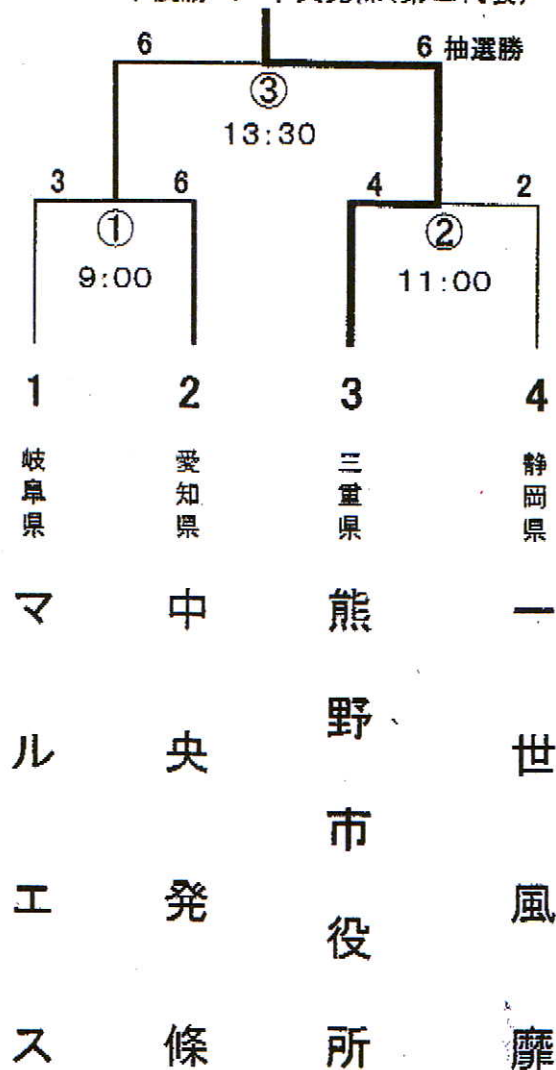 6 6 抽選勝
③
13:30
3 6 4 2
① ②
9:00 11:00
1 2 3 4
岐阜県
愛知県
三重県
静岡県
マルエス
中央発條
熊野市役所
一世風靡